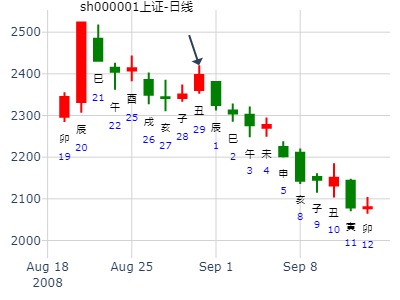 sh000001上证-日线
2500
2400
2300
2200
2100
2000
卯
19
辰
20
巳
21
午
22
酉
25
戌
26
亥
27
子
28
丑
29
辰
1
巳
2
午
3
未
4
申
5
亥
8
子
9
丑
10
寅
11
卯
12
Aug 18
2008
Aug 25
Sep 1
Sep 8